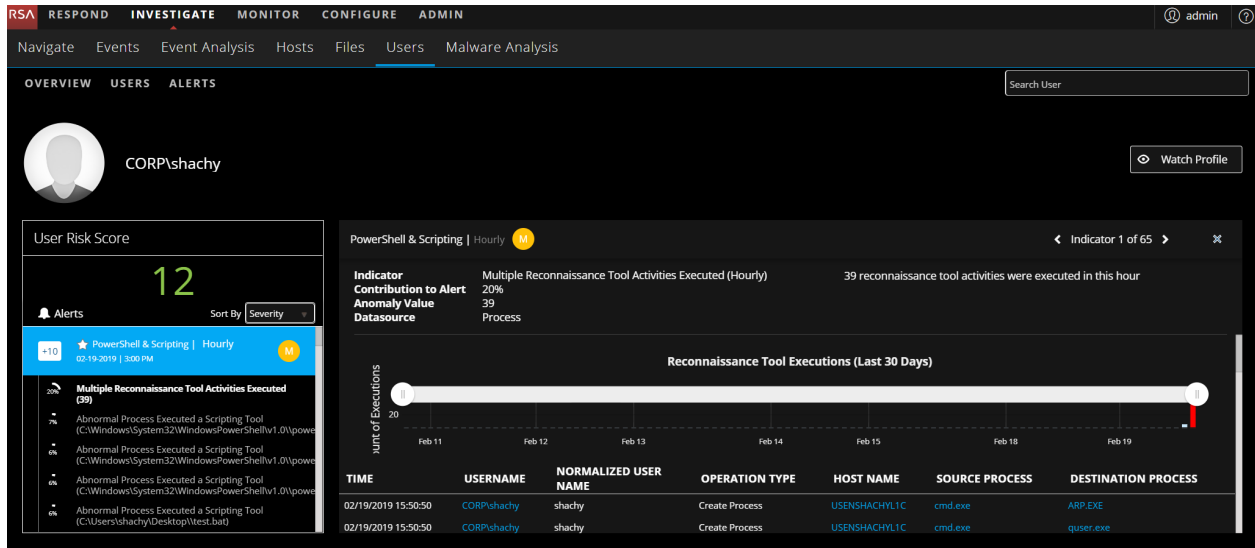 RSA RESPOND INVESTIGATE MONITOR CONFIGURE ADMIN admin ?
Navigate Events Event Analysis Hosts Files Users Malware Analysis
OVERVIEW USERS ALERTS Search User
CORP\shachy
Watch Profile
User Risk Score
12
Alerts Sort By Severity
+10 PowerShell & Scripting | Hourly M
02-19-2019 | 3:00 PM
20% Multiple Reconnaissance Tool Activities Executed
(39)
7% Abnormal Process Executed a Scripting Tool
(C:\Windows\System32\WindowsPowerShell\v1.0\\powe
6% Abnormal Process Executed a Scripting Tool
(C:\Windows\System32\WindowsPowerShell\v1.0\\powe
6% Abnormal Process Executed a Scripting Tool
(C:\Windows\System32\WindowsPowerShell\v1.0\\powe
6% Abnormal Process Executed a Scripting Tool
(C:\Users\shachy\Desktop\\test.bat)
PowerShell & Scripting | Hourly M Indicator 1 of 65
Indicator Multiple Reconnaissance Tool Activities Executed (Hourly) 39 reconnaissance tool activities were executed in this hour
Contribution to Alert 20%
Anomaly Value 39
Datasource Process
Reconnaissance Tool Executions (Last 30 Days)
ount of Executions
20
Feb 11 Feb 12 Feb 13 Feb 14 Feb 15 Feb 18 Feb 19
TIME USERNAME NORMALIZED USER NAME OPERATION TYPE HOST NAME SOURCE PROCESS DESTINATION PROCESS
02/19/2019 15:50:50 CORP\shachy shachy Create Process USENSHACHYL1C cmd.exe ARP.EXE
02/19/2019 15:50:50 CORP\shachy shachy Create Process USENSHACHYL1C cmd.exe quser.exe